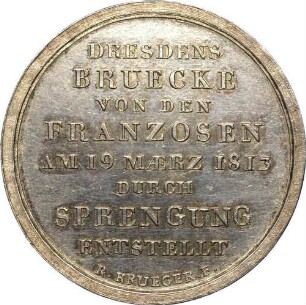 DRESDENS
BRUECKE
VON DEN
FRANZOSEN
AM 19 MÆRZ 1813
DURCH
SPRENGUNG
ENTSTELLT
R. KRUEGER F.